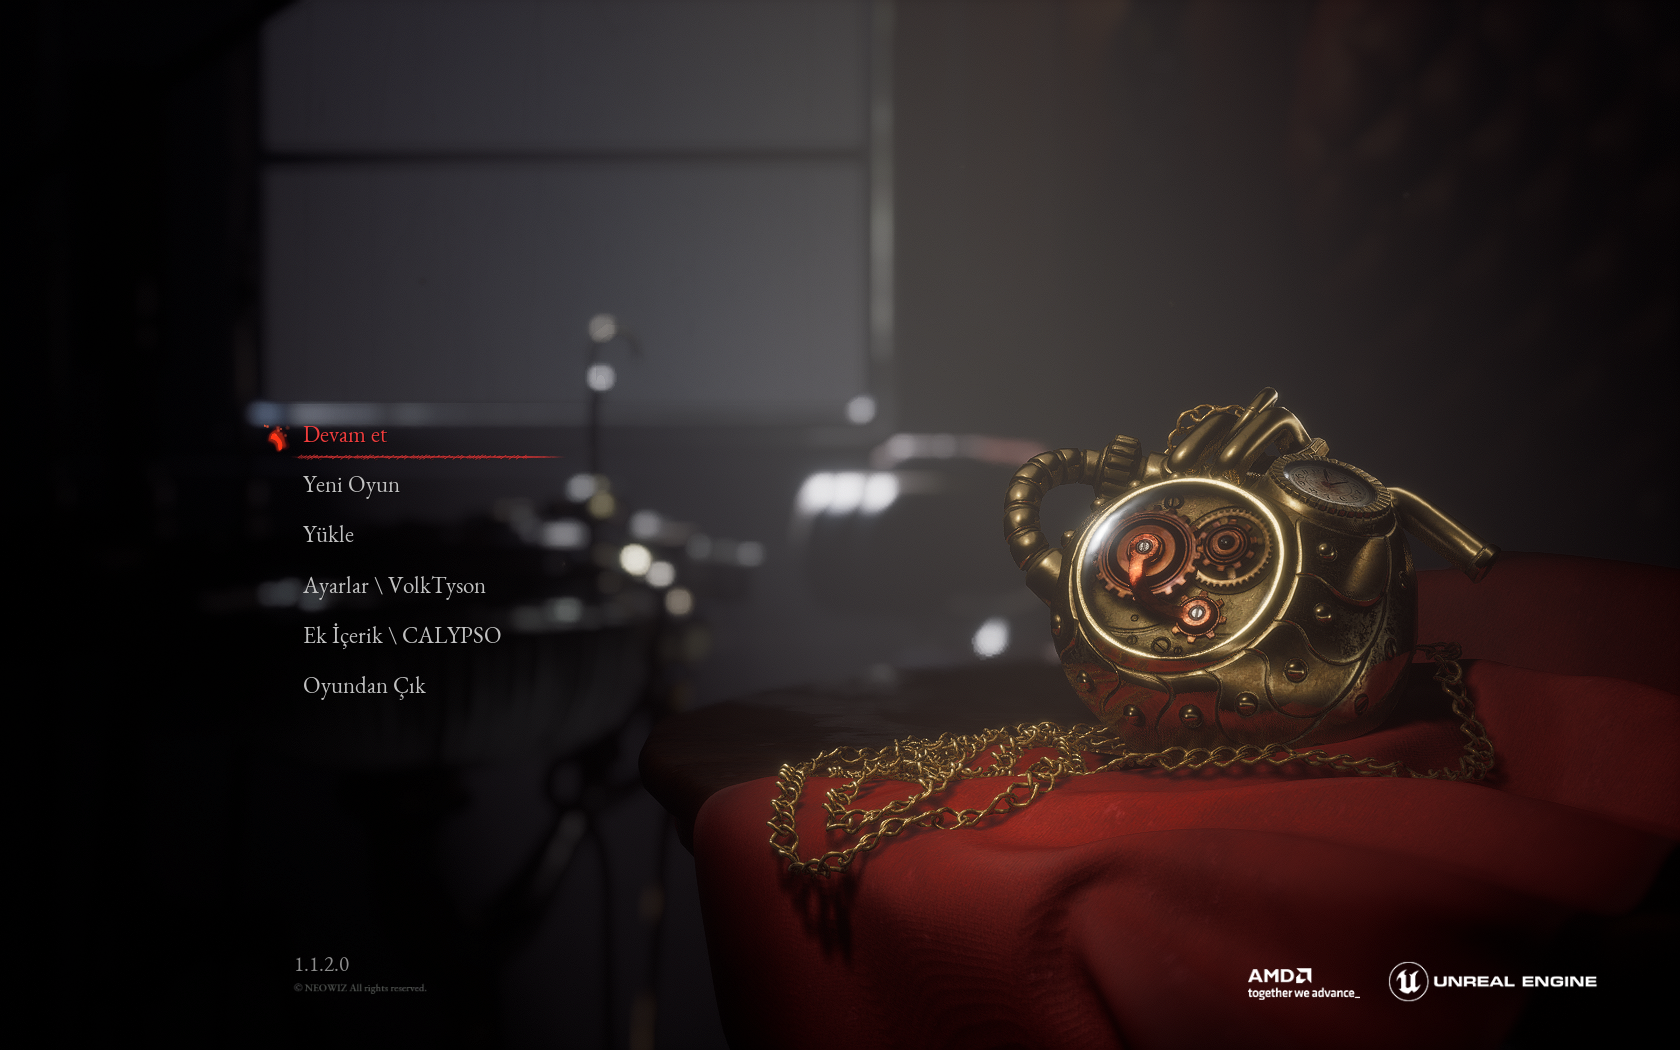 Devam et
Yeni Oyun
Yükle
Ayarlar \ VolkTyson
Ek İçerik \ CALYPSO
Oyundan Çık
1.1.2.0
© NEOWIZ All rights reserved.
AMD
together we advance_
UNREAL ENGINE